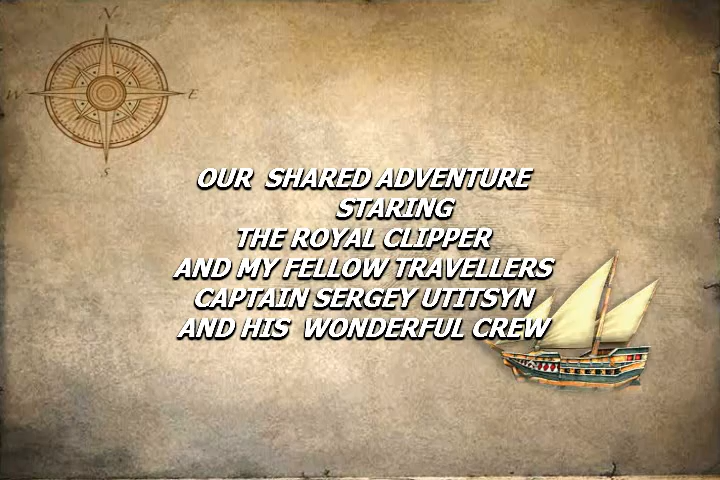 N
W E
S
OUR SHARED ADVENTURE
STARING
THE ROYAL CLIPPER
AND MY FELLOW TRAVELLERS
CAPTAIN SERGEY UTITSYN
AND HIS WONDERFUL CREW